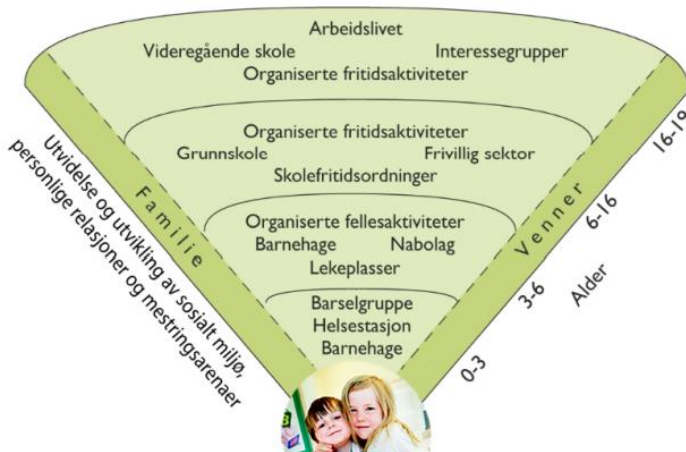 Arbeidslivet
Videregående skole
Interessegrupper
Organiserte fritidsaktiviteter
Organiserte fritidsaktiviteter
Grunnskole
Frivillig sektor
Skolefritidsordninger
Organiserte fellesaktiviteter
Barnehage
Nabolag
Lekeplasser
Barselgruppe
Helsestasjon
Barnehage
Familie
Venner
Utvidelse og utvikling av sosialt miljø,
personlige relasjoner og mestringsarenaer
0-3
3-6
6-16
Alder